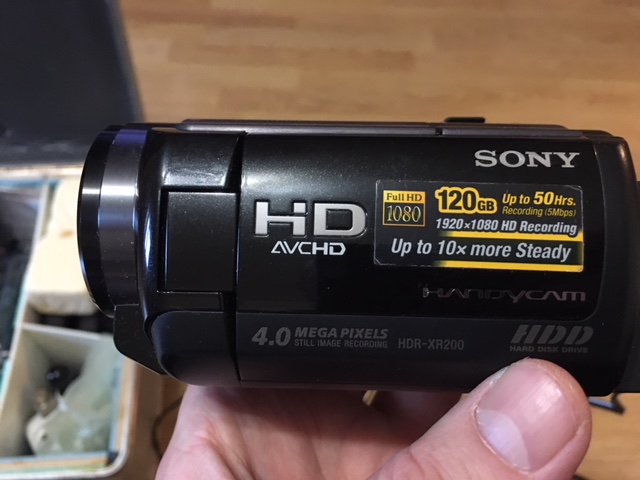 SONY
HD
AVCHD
Full HD
1080
120GB
Up to 50Hrs.
Recording (5Mbps)
1920×1080 HD Recording
Up to 10× more Steady
HANDYCAM
4.0 MEGA PIXELS
STILL IMAGE RECORDING
HDR-XR200
HDD
HARD DISK DRIVE